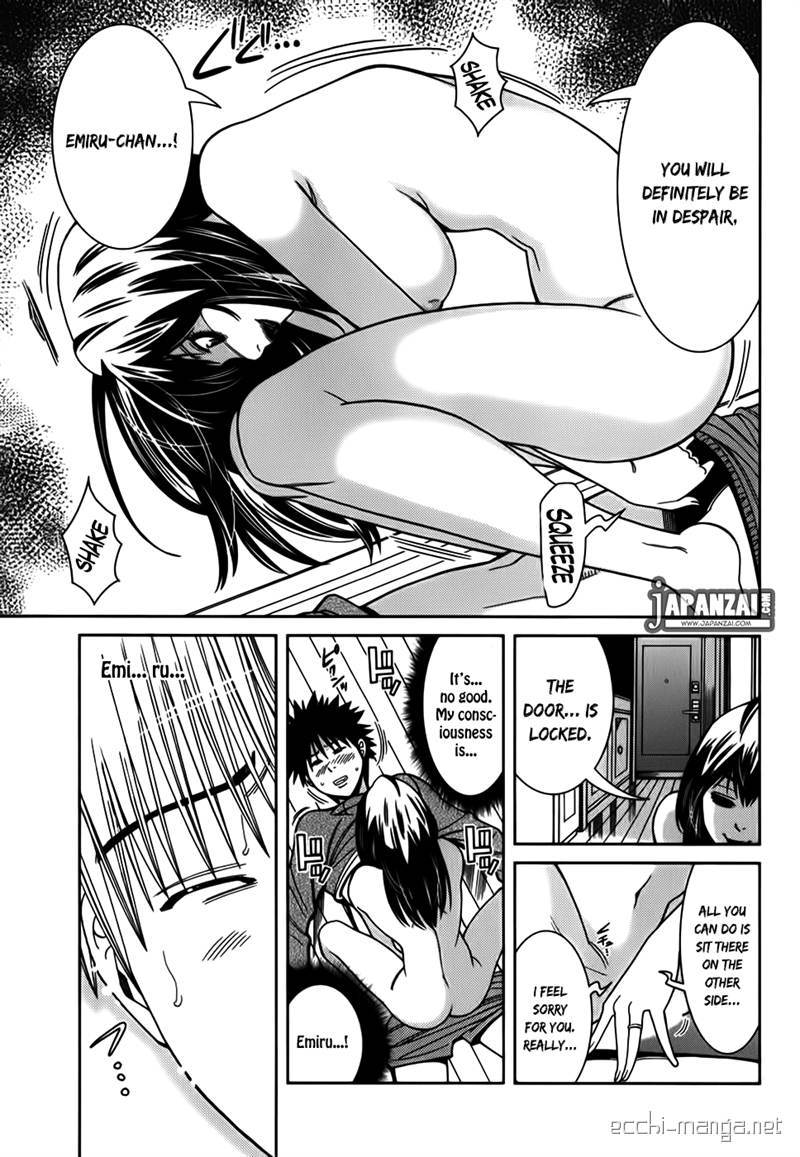 YOU WILL
DEFINITELY BE
IN DESPAIR,
SHAKE
EMIRU-CHAN...!
SHAKE
SQUEEZE
JAPANZAI.COM
WWW.JAPANZAI.COM
THE
DOOR... IS
LOCKED.
It's...
no good.
My consc-
iousness
is...
Emi... ru...
Emiru...!
ALL YOU
CAN DO IS
SIT THERE
ON THE
OTHER
SIDE...
I FEEL
SORRY
FOR YOU.
REALLY...
ecchi-manga.net